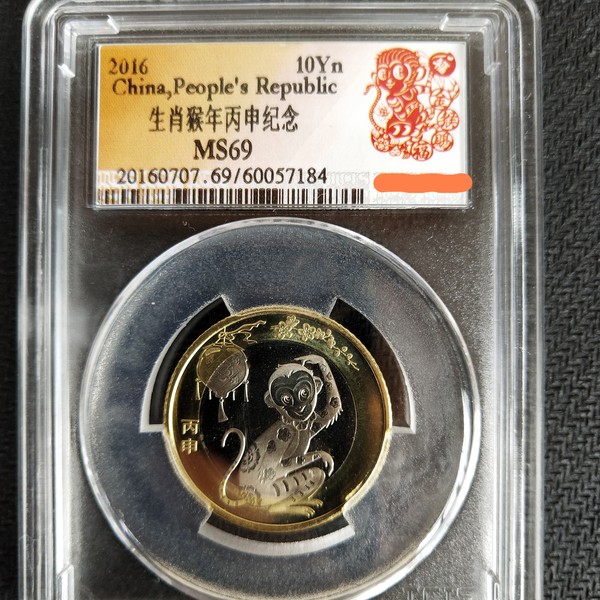 2016 10Yn
China,People's Republic
生肖猴年丙申纪念
MS69
20160707.69/60057184
福
丙申